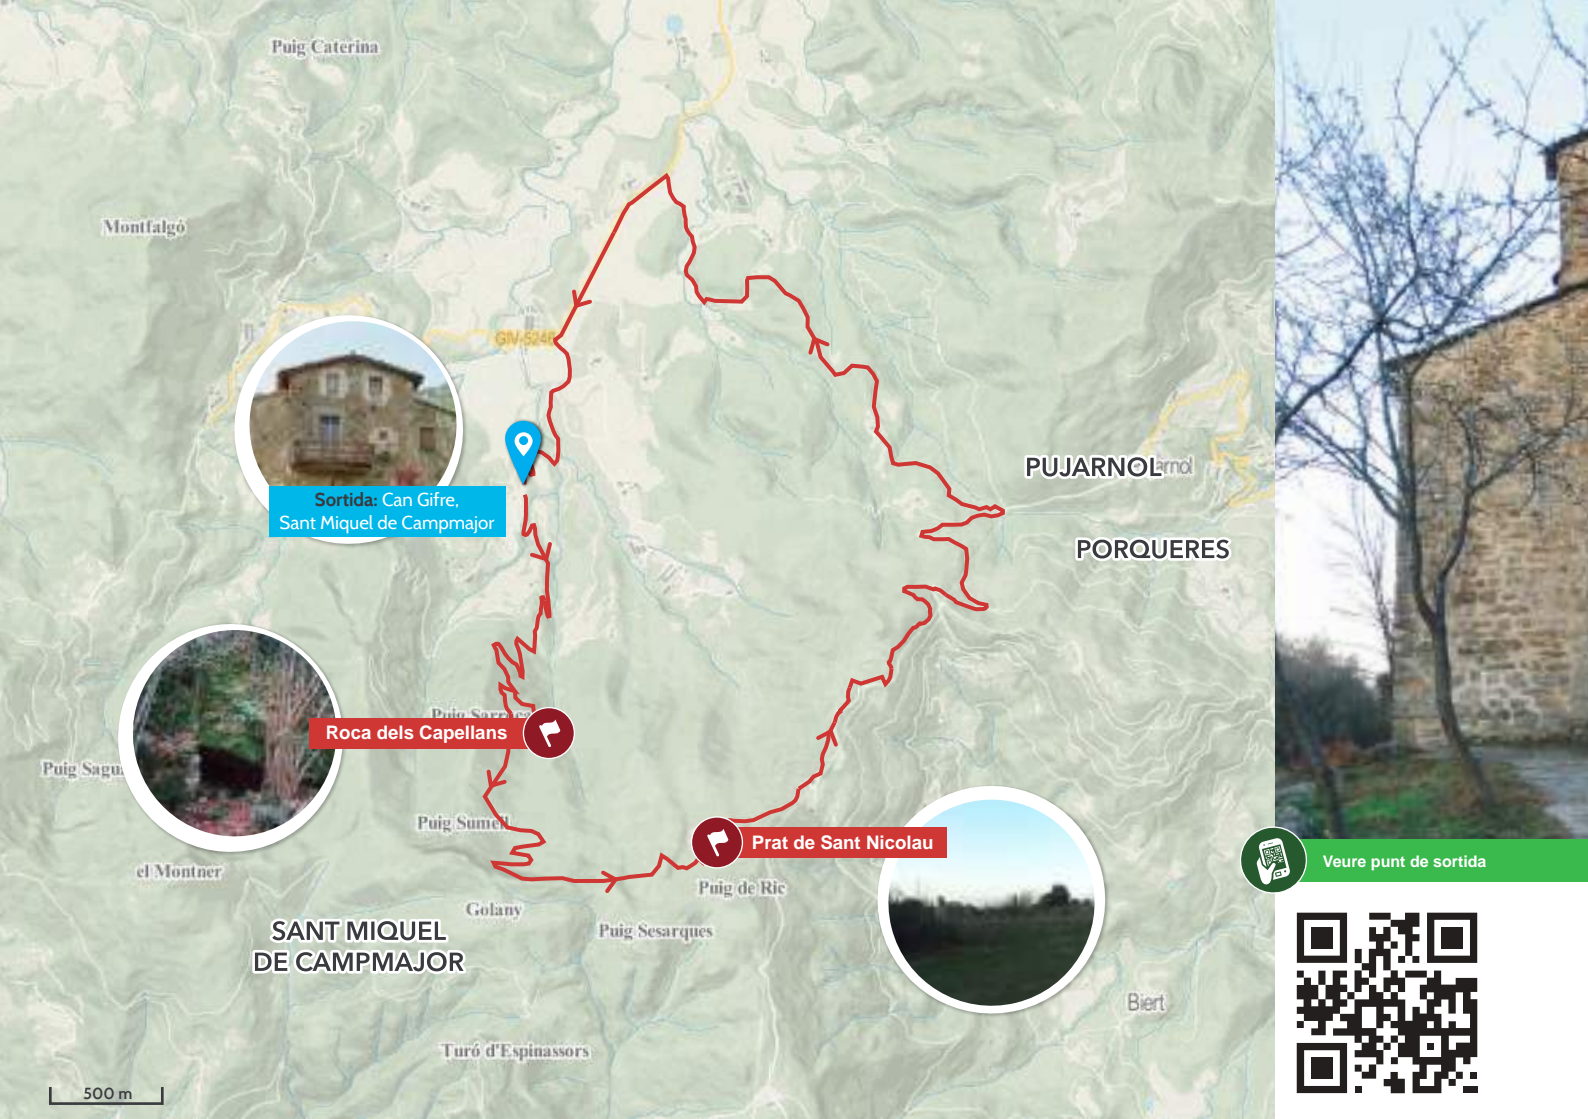 Puig Caterina
Montfalgó
GIV-5248
Sortida: Can Gifre,
Sant Miquel de Campmajor
PUJARNOL
PORQUERES
Roca dels Capellans
Puig
Puig Sumell
Prat de Sant Nicolau
Veure punt de sortida
el Montner
Puig de Ric
Golany
Puig Sesarques
SANT MIQUEL
DE CAMPMAJOR
Biert
Turó d'Espinassors
500 m